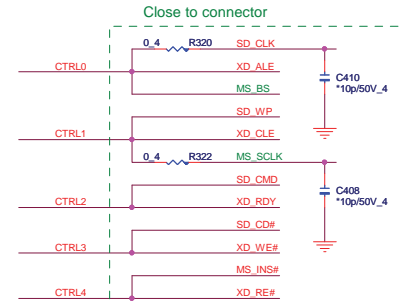 Close to connector
0_4 R320 SD_CLK
CTRL0 XD_ALE
C410
*10p/50V_4
MS_BS
SD_WP
CTRL1 XD_CLE
0_4 R322 MS_SCLK
SD_CMD
C408
*10p/50V_4
CTRL2 XD_RDY
SD_CD#
CTRL3 XD_WE#
MS_INS#
CTRL4 XD_RE#